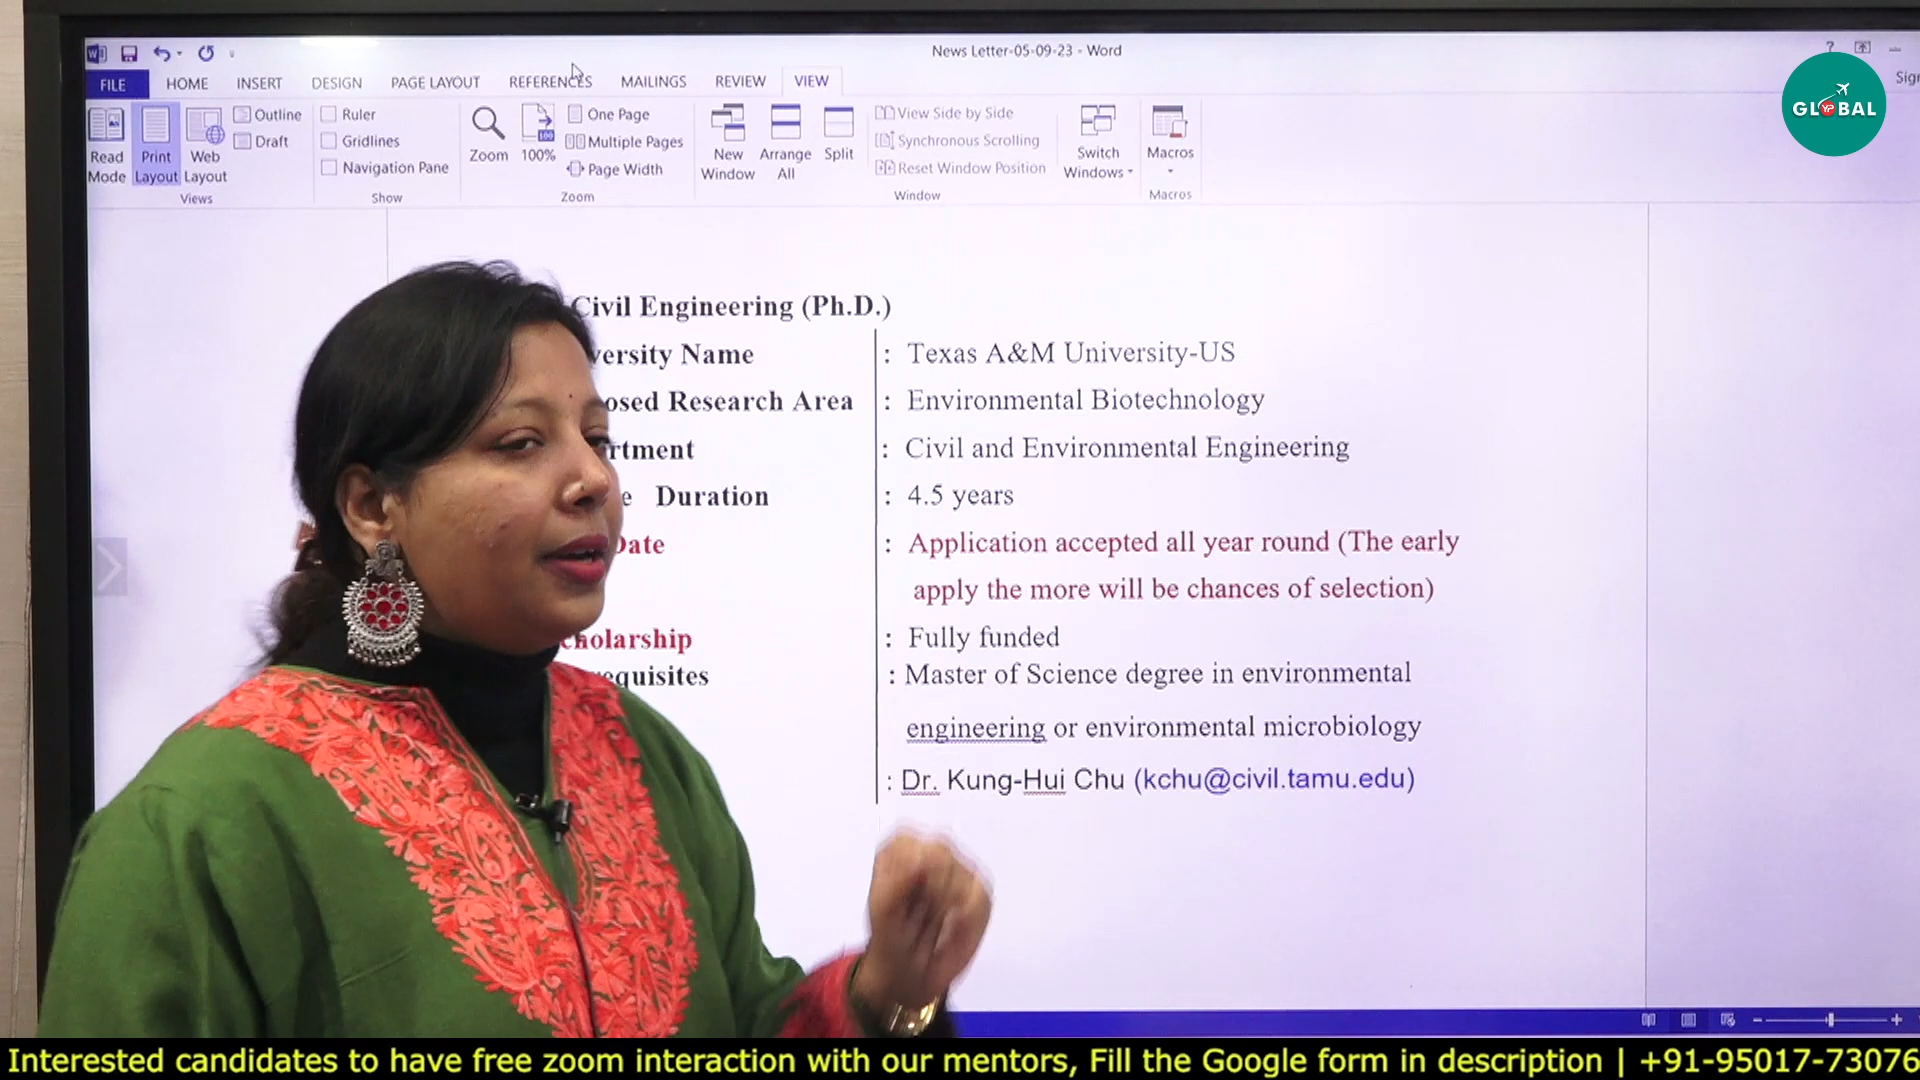 News Letter-05-09-23 - Word
?
FILE HOME INSERT DESIGN PAGE LAYOUT REFERENCES MAILINGS REVIEW VIEW
GLOBAL
YP
Read Mode
Print Layout
Web Layout
Outline
Draft
Views
Ruler
Gridlines
Navigation Pane
Show
Zoom
100%
One Page
Multiple Pages
Page Width
Zoom
New Window
Arrange All
Split
View Side by Side
Synchronous Scrolling
Reset Window Position
Window
Switch Windows
Macros
Macros
Civil Engineering (Ph.D.)
Name : Texas A&M University-US
Research Area : Environmental Biotechnology
: Civil and Environmental Engineering
Duration : 4.5 years
Date : Application accepted all year round (The early
apply the more will be chances of selection)
: Fully funded
: Master of Science degree in environmental
engineering or environmental microbiology
: Dr. Kung-Hui Chu (kchu@civil.tamu.edu)
Interested candidates to have free zoom interaction with our mentors, Fill the Google form in description | +91-95017-73076